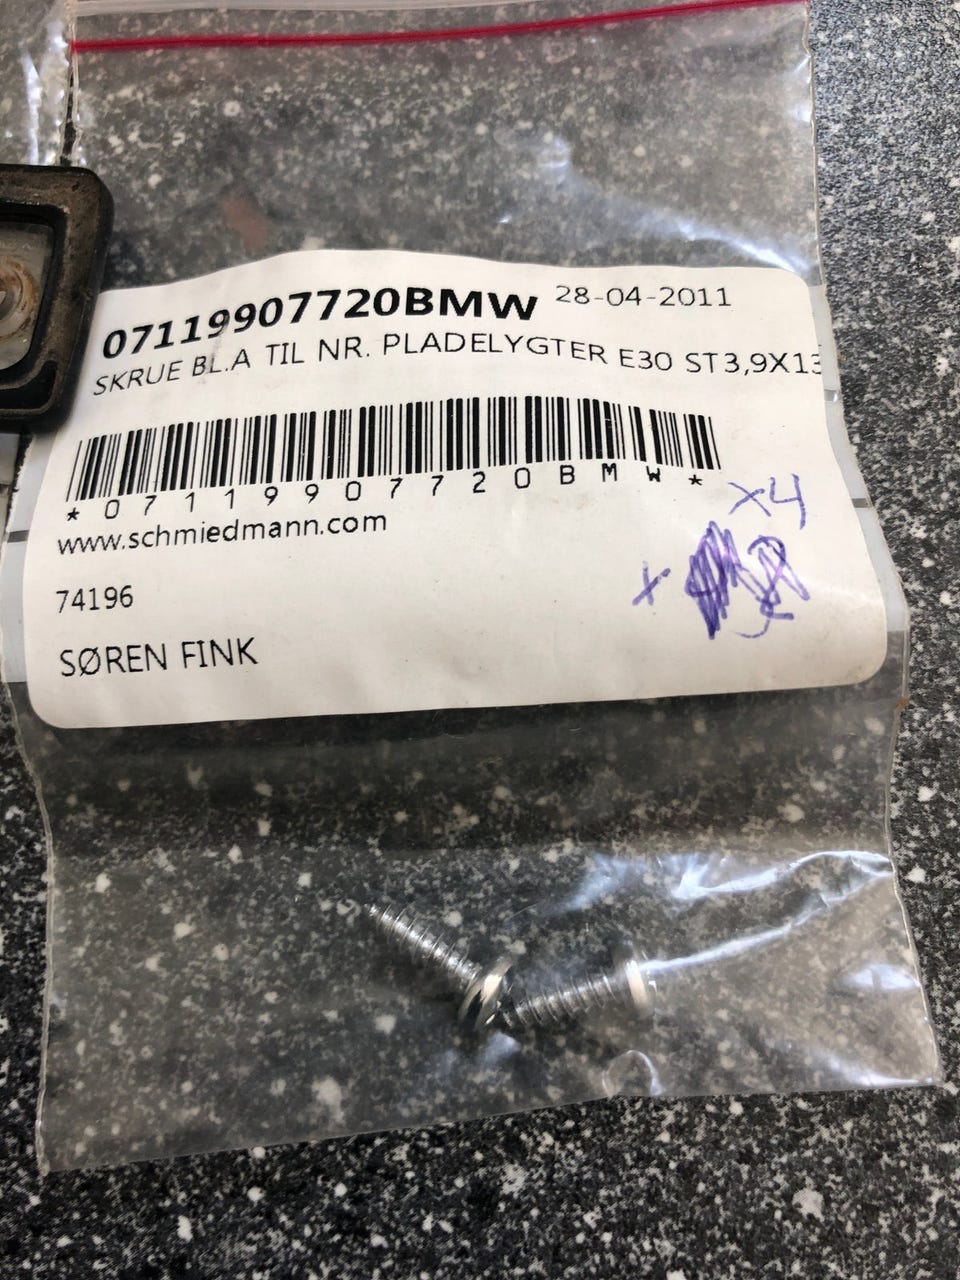 07119907720BMW 28-04-2011
SKRUE BL.A TIL NR. PLADELYGTER E30 ST3,9X13
*07119907720BMW*
www.schmiedmann.com
x4
x
74196
SØREN FINK